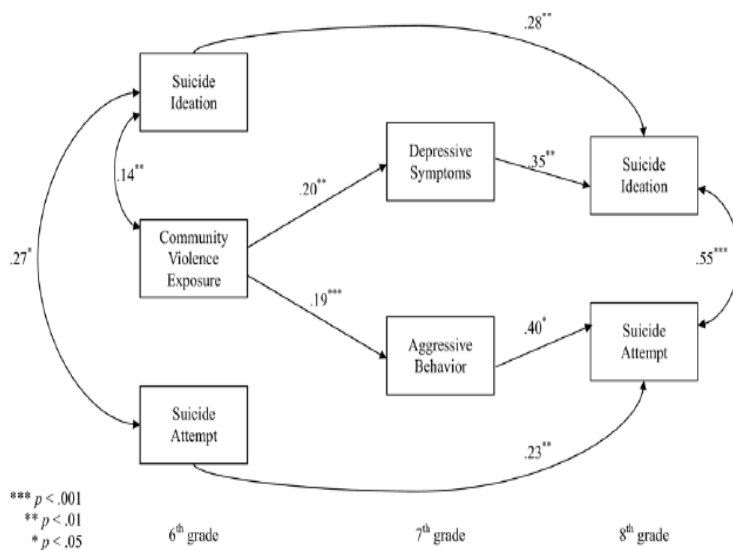 .28**
Suicide
Ideation
Depressive
Symptoms
Suicide
Ideation
.35**
.14**
.20**
Community
Violence
Exposure
.27*
.55***
.19***
Aggressive
Behavior
.40*
Suicide
Attempt
Suicide
Attempt
.23**
*** p < .001
** p < .01
* p < .05
6th grade
7th grade
8th grade